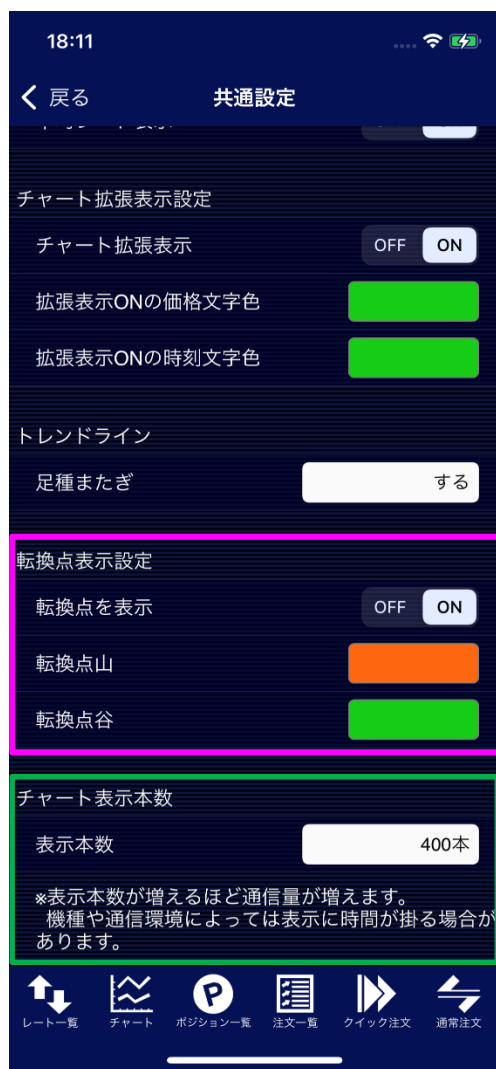 18:11
戻る
共通設定
チャート拡張表示設定
チャート拡張表示
OFF ON
拡張表示ONの価格文字色
拡張表示ONの時刻文字色
トレンドライン
足種またぎ
する
転換点表示設定
転換点を表示
OFF ON
転換点山
転換点谷
チャート表示本数
表示本数
400本
※表示本数が増えるほど通信量が増えます。
機種や通信環境によっては表示に時間が掛る場合が
あります。
レート一覧 チャート ポジション一覧 注文一覧 クイック注文 通常注文